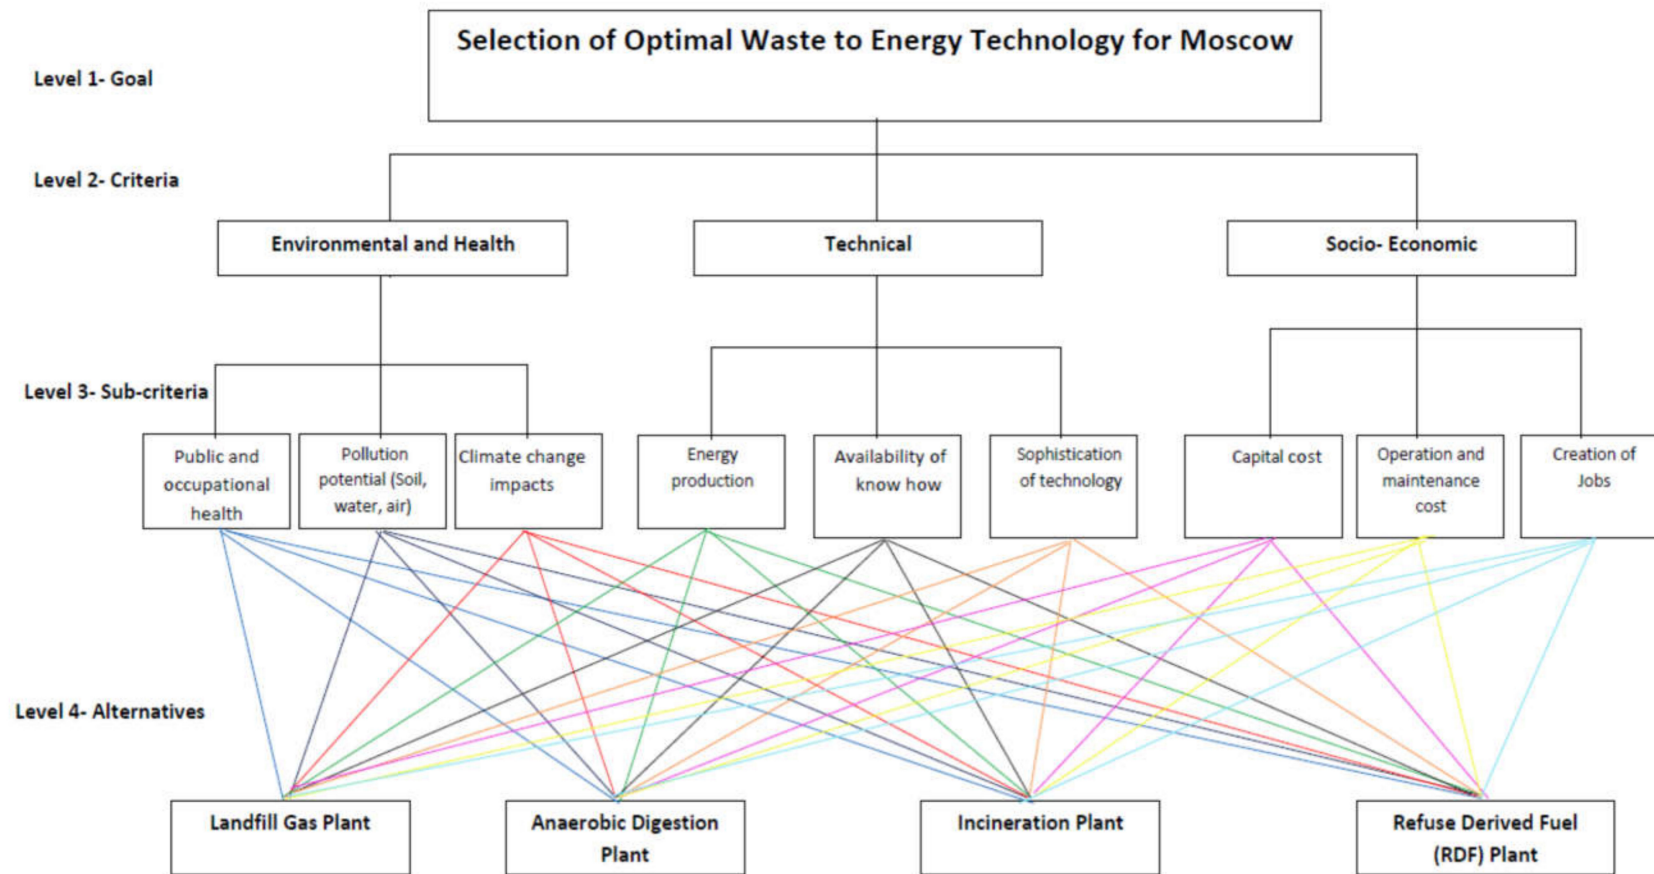 Selection of Optimal Waste to Energy Technology for Moscow
Level 1- Goal
Level 2- Criteria
Environmental and Health
Technical
Socio- Economic
Level 3- Sub-criteria
Public and
occupational
health
Pollution
potential (Soil,
water, air)
Climate change
impacts
Energy
production
Availability of
know how
Sophistication
of technology
Capital cost
Operation and
maintenance
cost
Creation of
Jobs
Level 4- Alternatives
Landfill Gas Plant
Anaerobic Digestion
Plant
Incineration Plant
Refuse Derived Fuel
(RDF) Plant